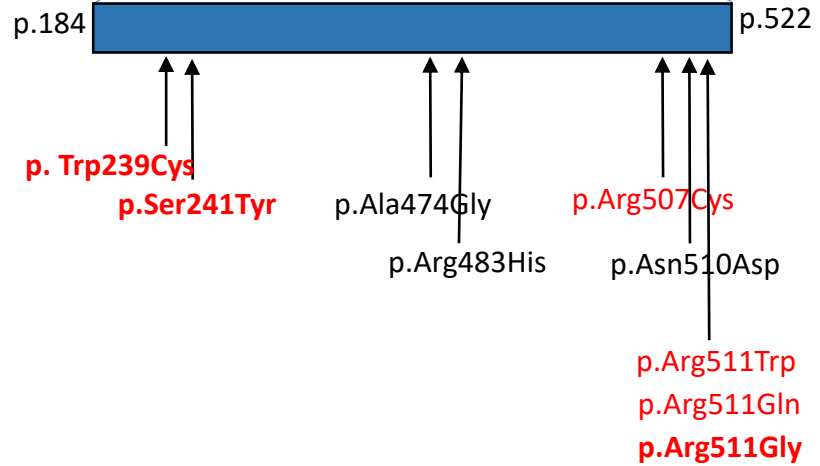 p.184
p.522
p. Trp239Cys
p.Ser241Tyr
p.Ala474Gly
p.Arg507Cys
p.Arg483His
p.Asn510Asp
p.Arg511Trp
p.Arg511Gln
p.Arg511Gly